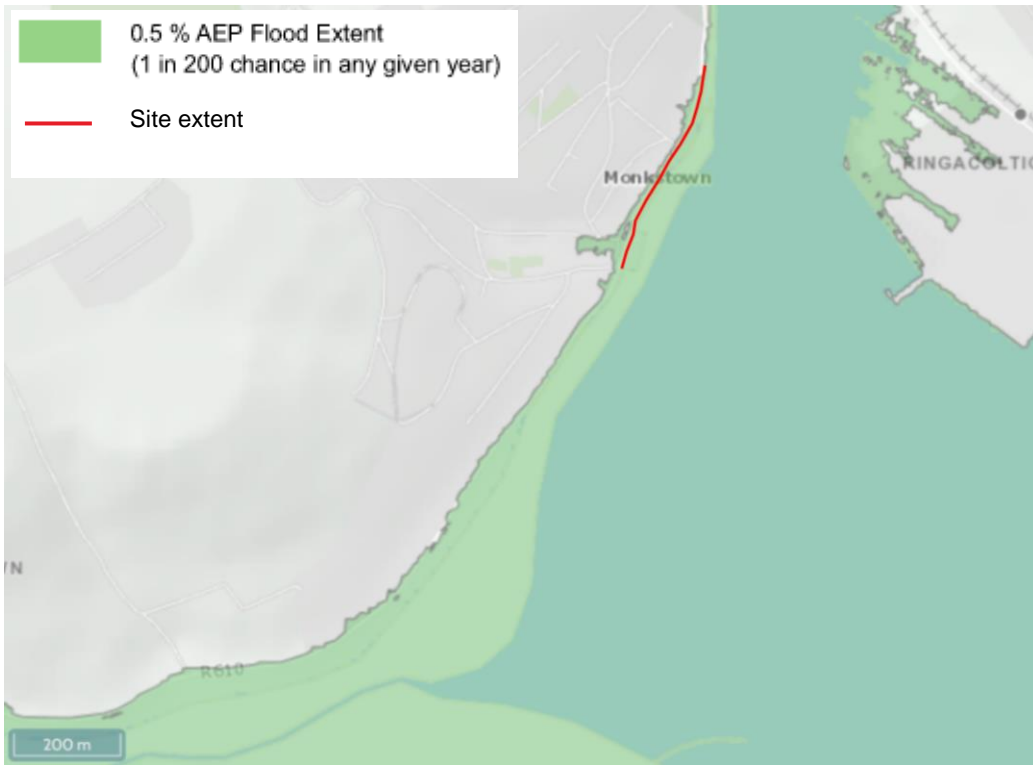 0.5 % AEP Flood Extent
(1 in 200 chance in any given year)
Site extent
Monkstown
RINGACOLTIG
WN
R610
200 m